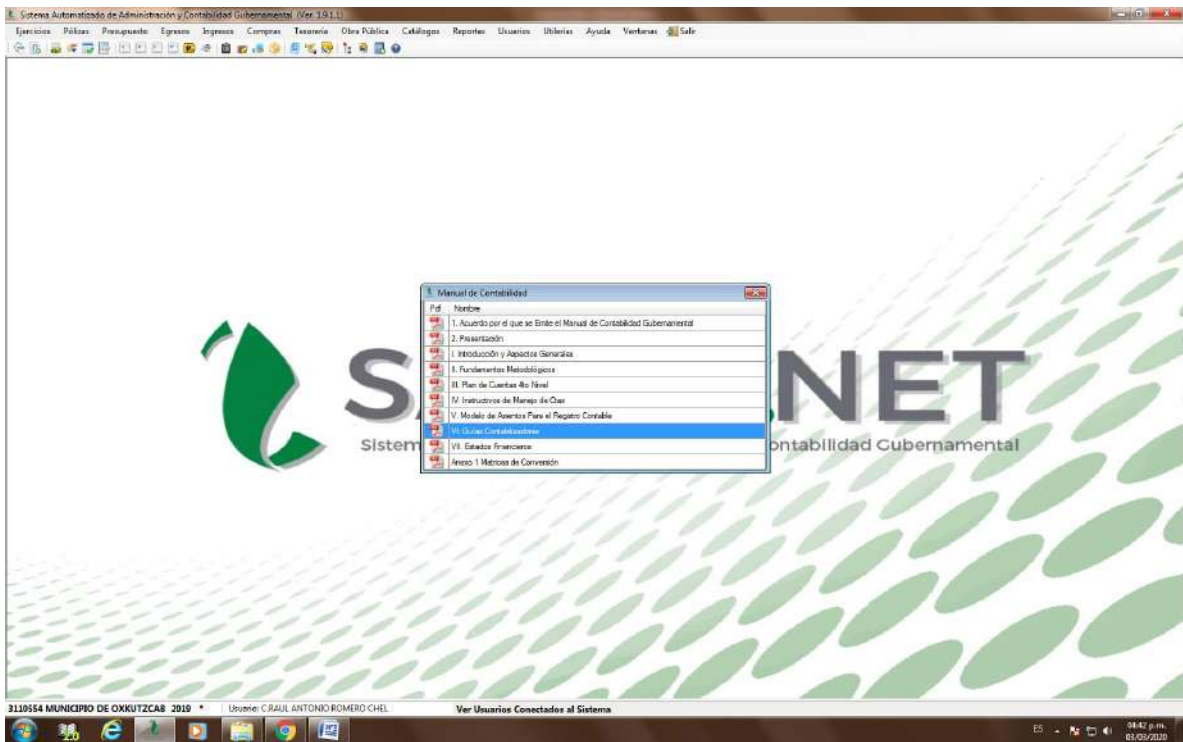 Sistema Automatizado de Administración y Contabilidad Gubernamental (Ver. 1.9.1.1)
Ejercicios Pólizas Presupuesto Egresos Ingresos Compras Tesorería Obra Pública Catálogos Reportes Usuarios Utilerías Ayuda Ventanas Salir
Manual de Contabilidad
Pdf Nombre
1. Acuerdo por el que se Emite el Manual de Contabilidad Gubernamental
2. Presentación
I. Introducción y Aspectos Generales
II. Fundamentos Metodológicos
III. Plan de Cuentas 4to Nivel
IV. Instructivos de Manejo de Ctas
V. Modelo de Asientos Para el Registro Contable
VI. Guías Contabilizadoras
VII. Estados Financieros
Anexo 1 Matrices de Conversión
S NET
Sistem ontabilidad Gubernamental
3110554 MUNICIPIO DE OXKUTZCAB 2019 * Usuario: C.RAUL ANTONIO ROMERO CHEL Ver Usuarios Conectados al Sistema
ES 04:42 p.m.
03/03/2020